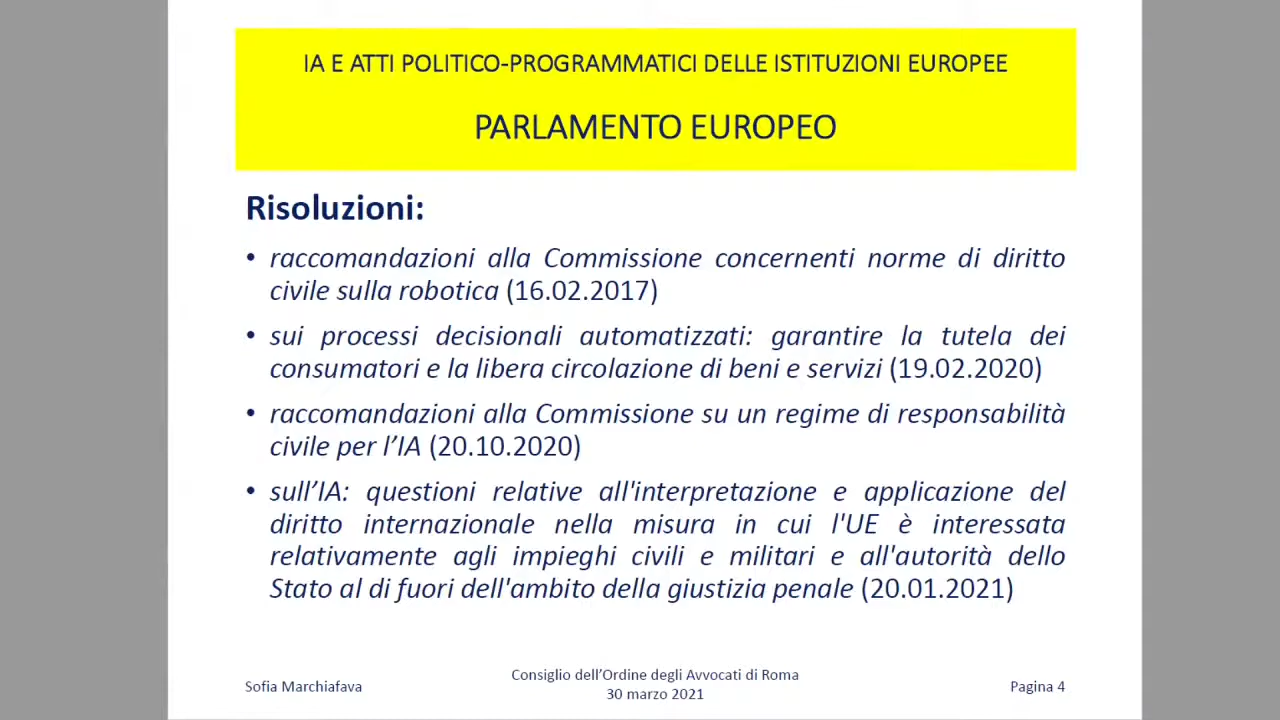 IA E ATTI POLITICO-PROGRAMMATICI DELLE ISTITUZIONI EUROPEE
PARLAMENTO EUROPEO
Risoluzioni:
• raccomandazioni alla Commissione concernenti norme di diritto
civile sulla robotica (16.02.2017)
• sui processi decisionali automatizzati: garantire la tutela dei
consumatori e la libera circolazione di beni e servizi (19.02.2020)
• raccomandazioni alla Commissione su un regime di responsabilità
civile per l’IA (20.10.2020)
• sull’IA: questioni relative all'interpretazione e applicazione del
diritto internazionale nella misura in cui l'UE è interessata
relativamente agli impieghi civili e militari e all'autorità dello
Stato al di fuori dell'ambito della giustizia penale (20.01.2021)
Sofia Marchiafava
Consiglio dell’Ordine degli Avvocati di Roma
30 marzo 2021
Pagina 4